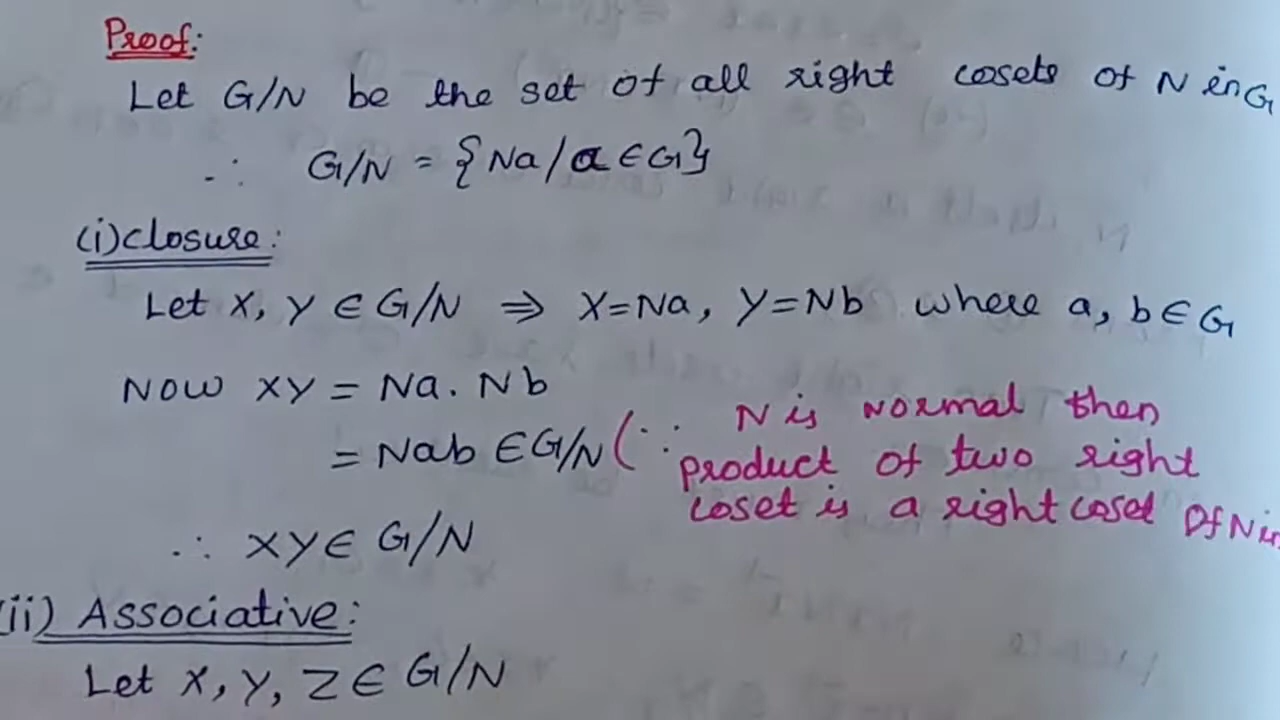 Proof:
Let G/N be the set of all right cosets of N in G
∴ G/N = {Na/a ∈ G}
(i) closure:
Let X, Y ∈ G/N ⇒ X=Na, Y=Nb where a, b ∈ G
Now XY = Na. Nb
= Nab ∈ G/N (∵ N is normal then
product of two right
coset is a right coset of N in
∴ XY ∈ G/N
(ii) Associative:
Let X, Y, Z ∈ G/N